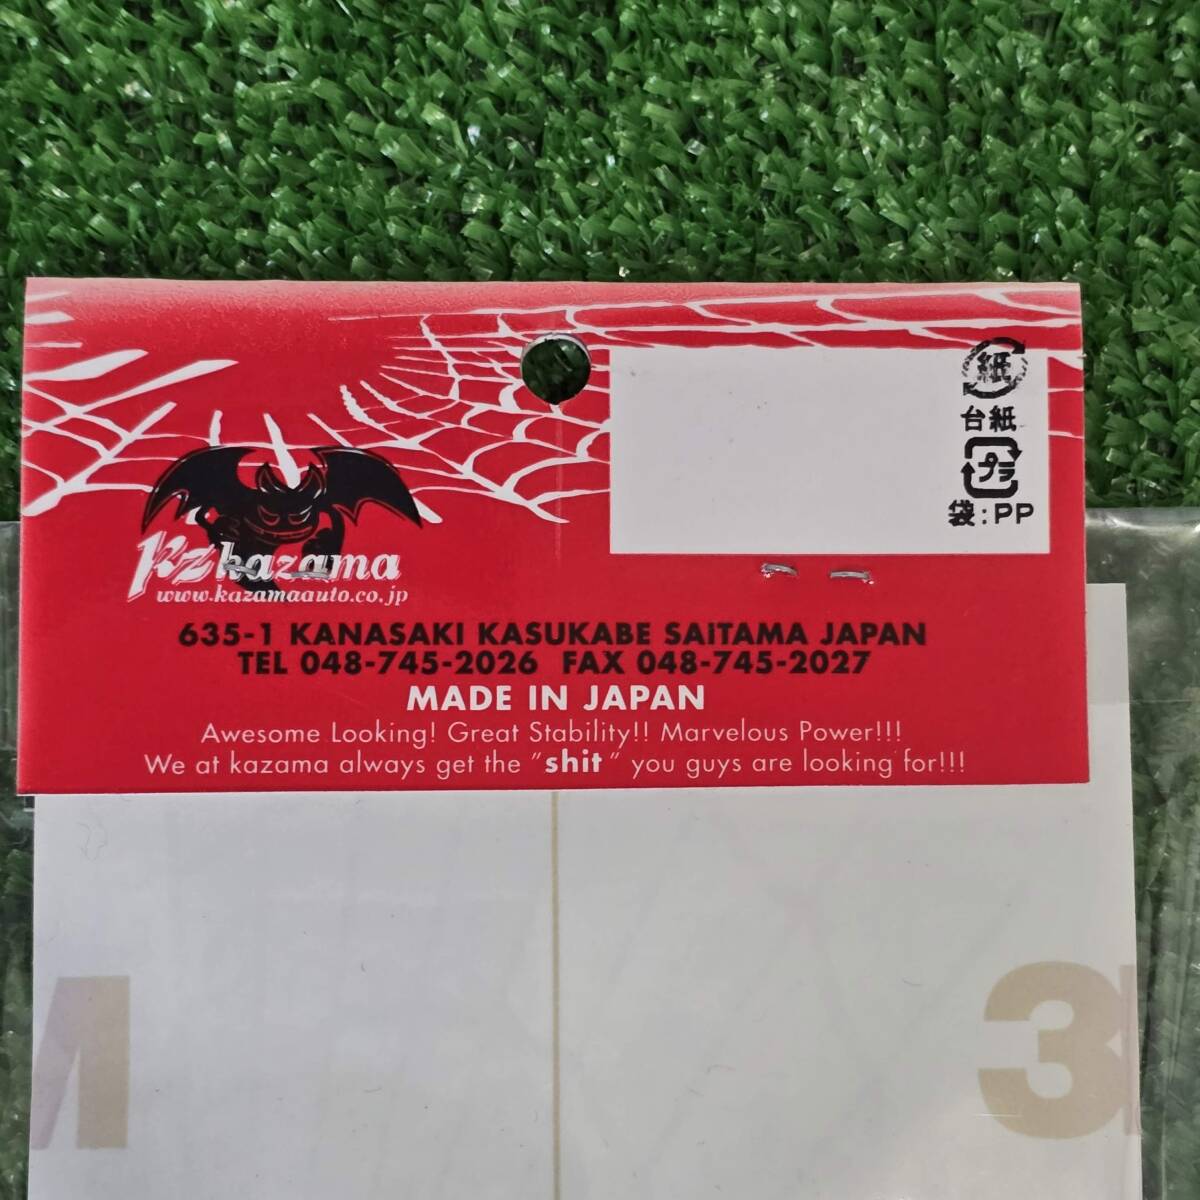 紙
台紙
プラ
袋:PP
kz kazama
www.kazamaauto.co.jp
635-1 KANASAKI KASUKABE SAITAMA JAPAN
TEL 048-745-2026 FAX 048-745-2027
MADE IN JAPAN
Awesome Looking! Great Stability!! Marvelous Power!!!
We at kazama always get the "shit" you guys are looking for!!!
M
3